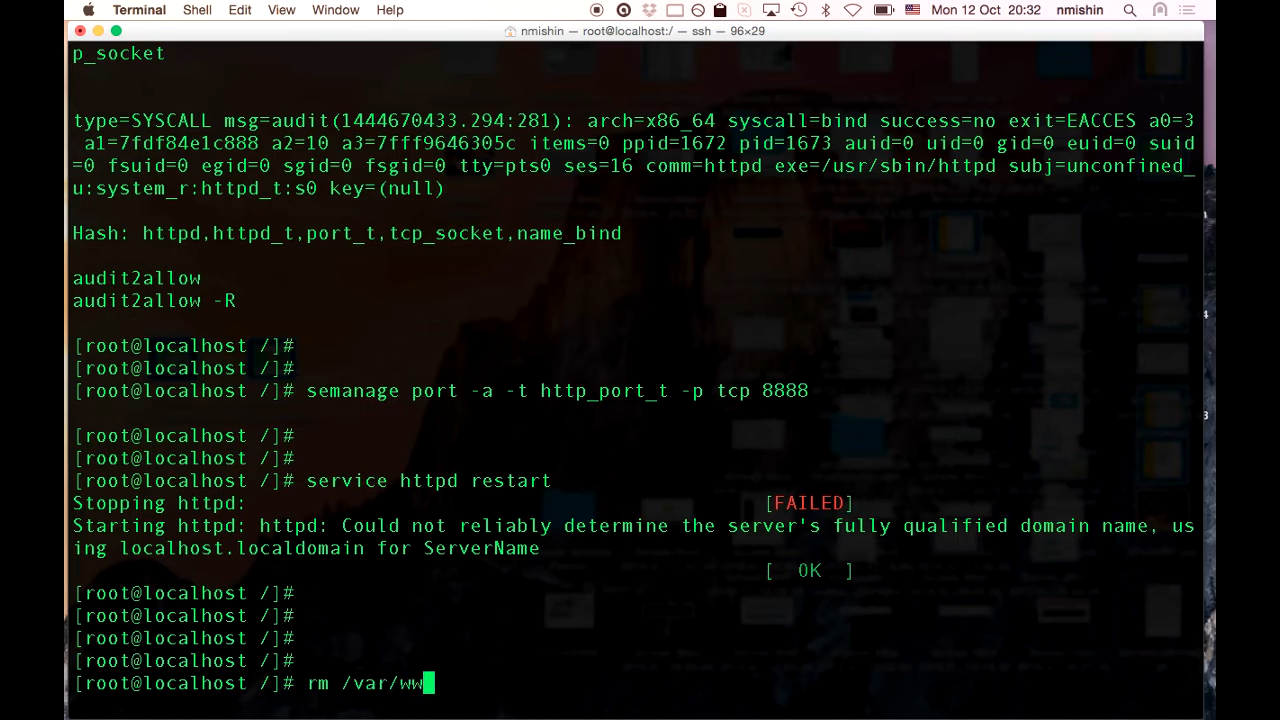 Terminal Shell Edit View Window Help Mon 12 Oct 20:32 nmishin
nmishin — root@localhost:/ — ssh — 96×29
p_socket
type=SYSCALL msg=audit(1444670433.294:281): arch=x86_64 syscall=bind success=no exit=EACCES a0=3
a1=7fdf84e1c888 a2=10 a3=7fff9646305c items=0 ppid=1672 pid=1673 auid=0 uid=0 gid=0 euid=0 suid
=0 fsuid=0 egid=0 sgid=0 fsgid=0 tty=pts0 ses=16 comm=httpd exe=/usr/sbin/httpd subj=unconfined_
u:system_r:httpd_t:s0 key=(null)
Hash: httpd,httpd_t,port_t,tcp_socket,name_bind
audit2allow
audit2allow -R
[root@localhost /]#
[root@localhost /]#
[root@localhost /]# semanage port -a -t http_port_t -p tcp 8888
[root@localhost /]#
[root@localhost /]#
[root@localhost /]# service httpd restart
Stopping httpd: [FAILED]
Starting httpd: httpd: Could not reliably determine the server's fully qualified domain name, us
ing localhost.localdomain for ServerName
[ OK ]
[root@localhost /]#
[root@localhost /]#
[root@localhost /]#
[root@localhost /]#
[root@localhost /]# rm /var/ww